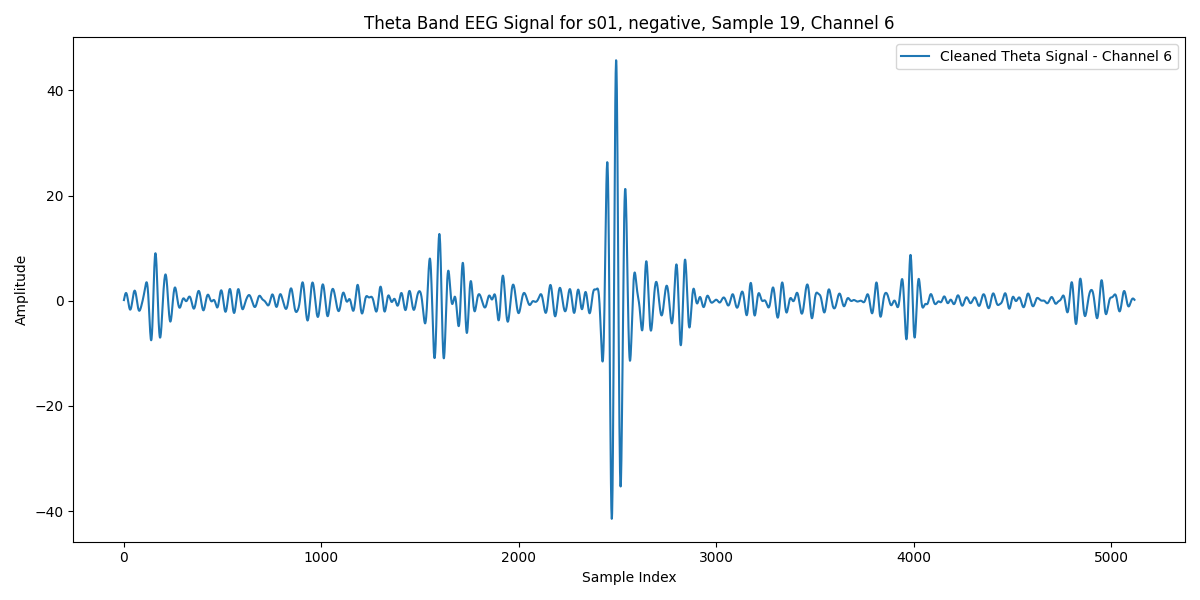 Theta Band EEG Signal for s01, negative, Sample 19, Channel 6
Cleaned Theta Signal - Channel 6
Amplitude
40
20
0
−20
−40
0 1000 2000 3000 4000 5000
Sample Index